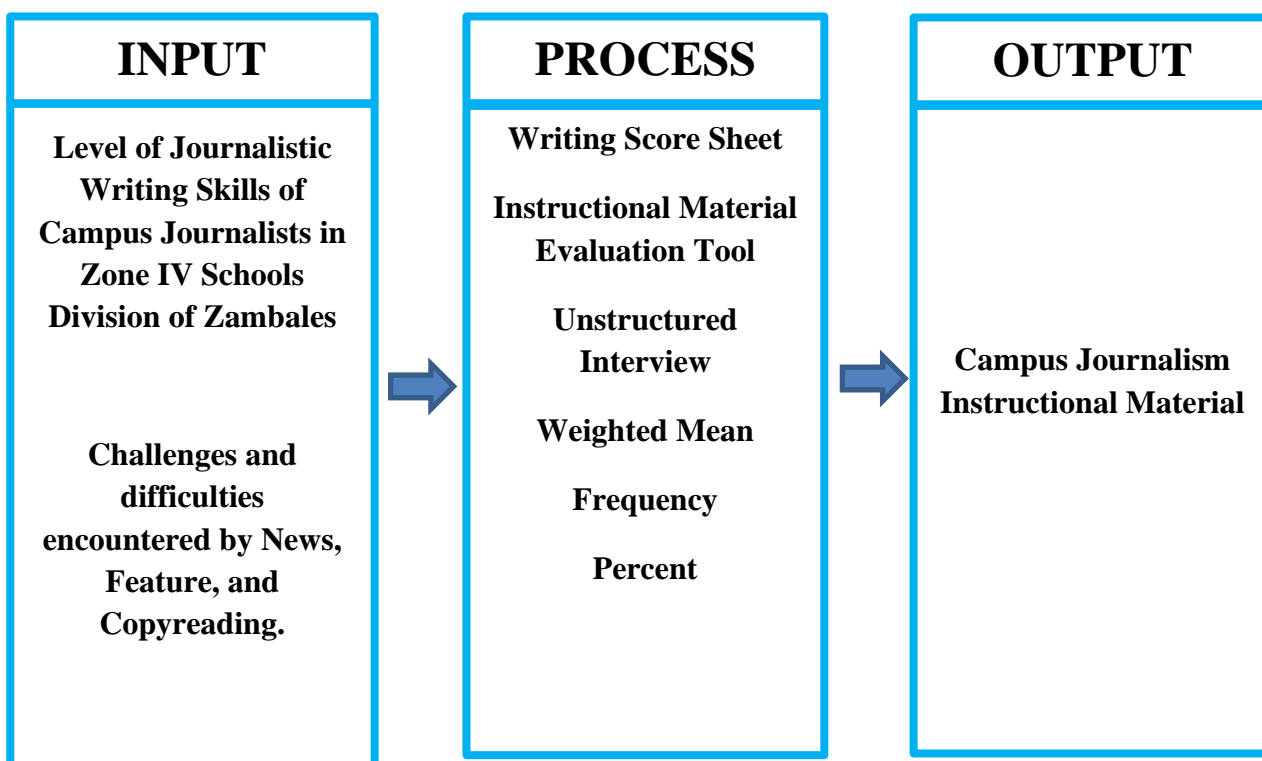 INPUT
Level of Journalistic
Writing Skills of
Campus Journalists in
Zone IV Schools
Division of Zambales
Challenges and
difficulties
encountered by News,
Feature, and
Copyreading.
PROCESS
Writing Score Sheet
Instructional Material
Evaluation Tool
Unstructured
Interview
Weighted Mean
Frequency
Percent
OUTPUT
Campus Journalism
Instructional Material